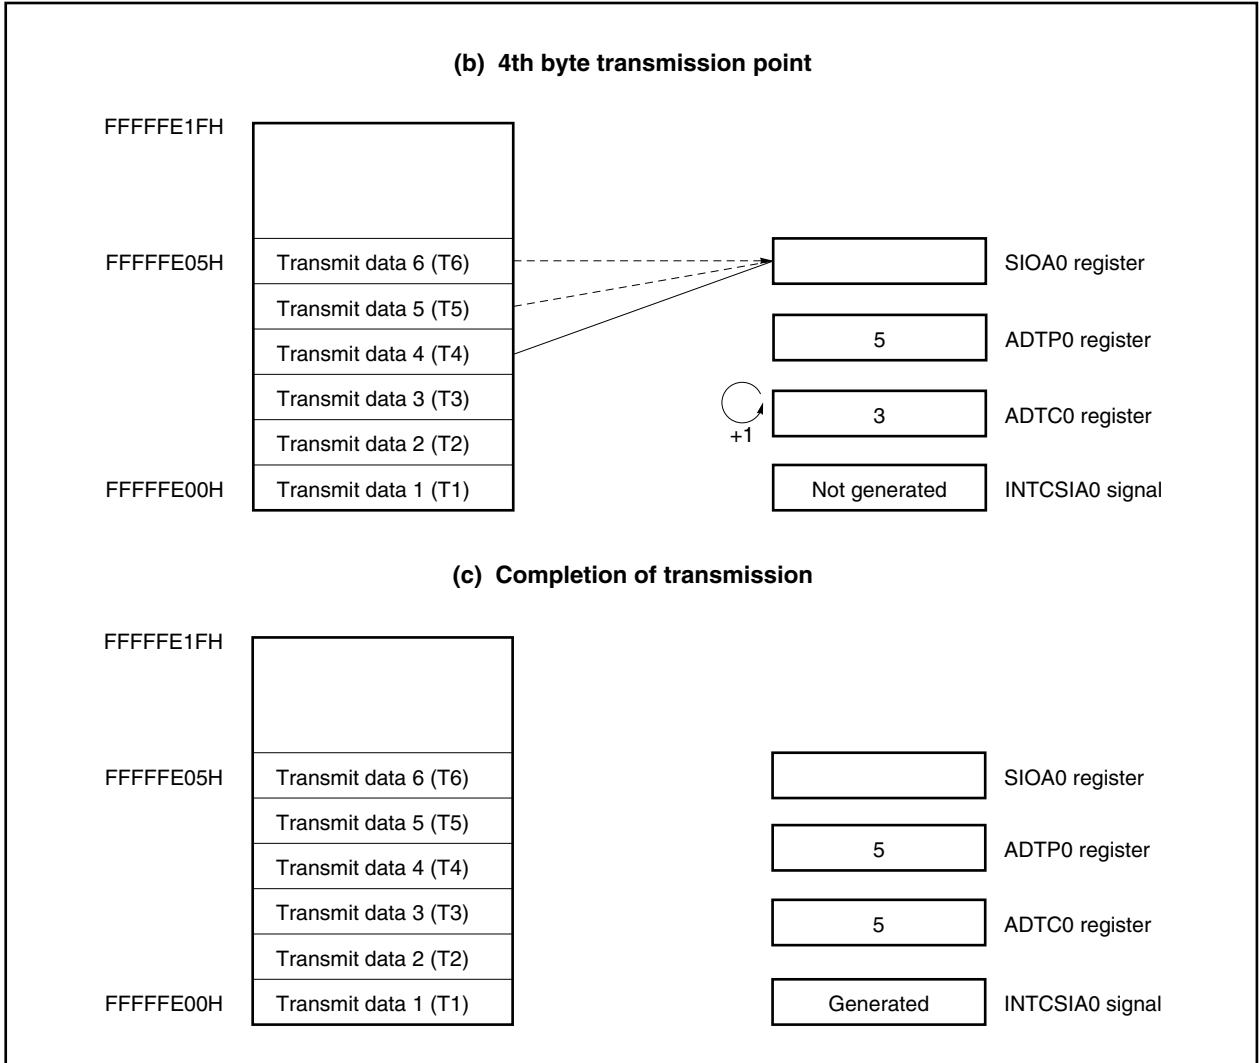 (b) 4th byte transmission point
FFFFFE1FH
FFFFFE05H Transmit data 6 (T6) SIOA0 register
Transmit data 5 (T5)
5 ADTP0 register
Transmit data 4 (T4)
Transmit data 3 (T3)
3 ADTC0 register
+1
Transmit data 2 (T2)
FFFFFE00H Transmit data 1 (T1) Not generated INTCSIA0 signal
(c) Completion of transmission
FFFFFE1FH
FFFFFE05H Transmit data 6 (T6) SIOA0 register
Transmit data 5 (T5)
5 ADTP0 register
Transmit data 4 (T4)
Transmit data 3 (T3)
5 ADTC0 register
Transmit data 2 (T2)
FFFFFE00H Transmit data 1 (T1) Generated INTCSIA0 signal